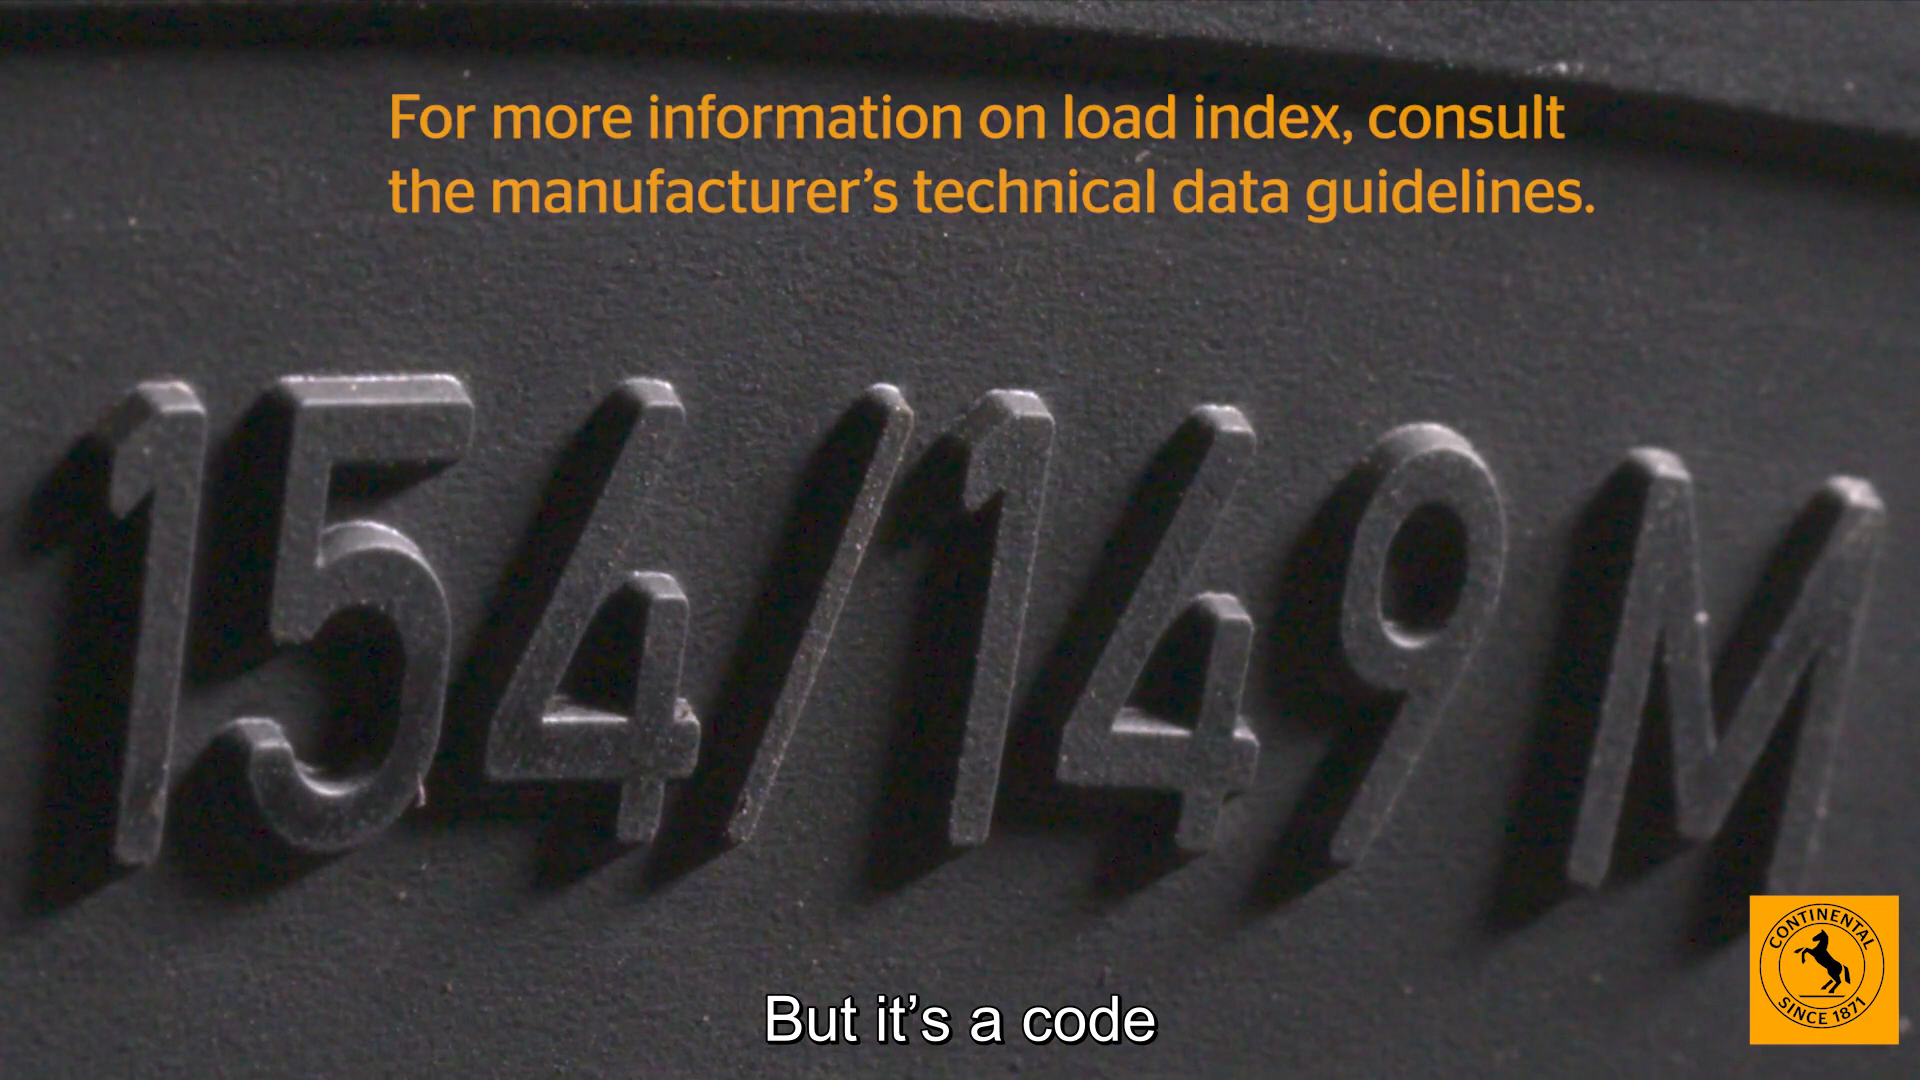 For more information on load index, consult
the manufacturer’s technical data guidelines.
154/149 M
CONTINENTAL
SINCE 1871
But it’s a code